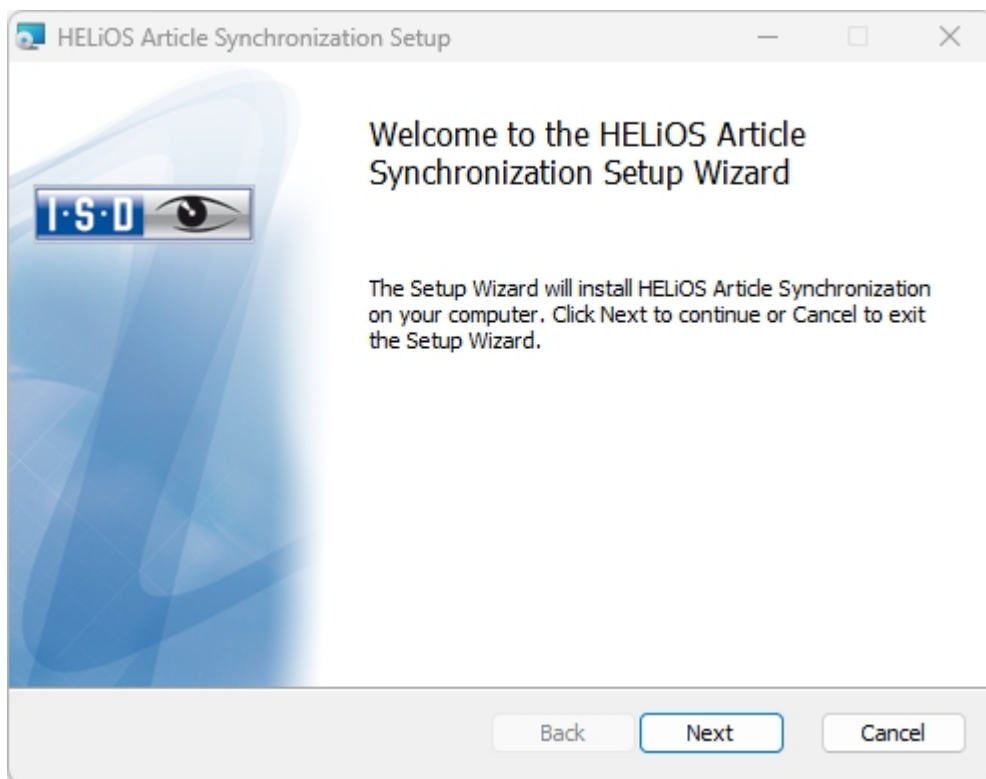 HELiOS Article Synchronization Setup
Welcome to the HELiOS Article
Synchronization Setup Wizard
I·S·D
The Setup Wizard will install HELiOS Article Synchronization
on your computer. Click Next to continue or Cancel to exit
the Setup Wizard.
Back
Next
Cancel